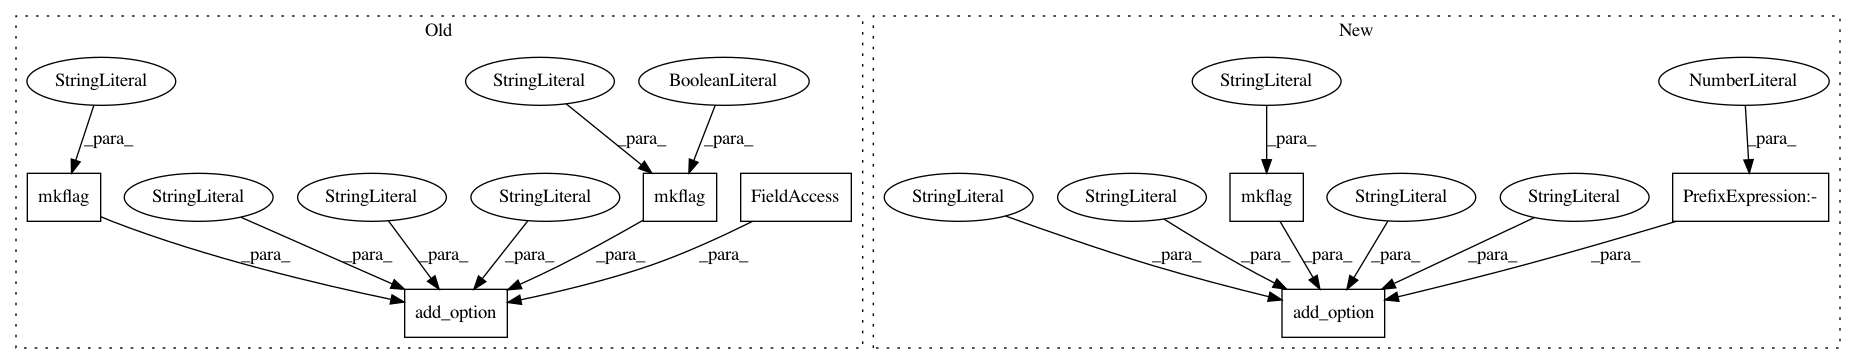 Old
New
StringLiteral
StringLiteral
BooleanLiteral
StringLiteral
NumberLiteral
_para_
_para_
_para_
_para_
_para_
mkflag
StringLiteral
StringLiteral
StringLiteral
mkflag
FieldAccess
StringLiteral
StringLiteral
mkflag
StringLiteral
StringLiteral
PrefixExpression:-
_para_
_para_
_para_
_para_
_para_
_para_
_para_
_para_
_para_
_para_
_para_
_para_
add_option
add_option